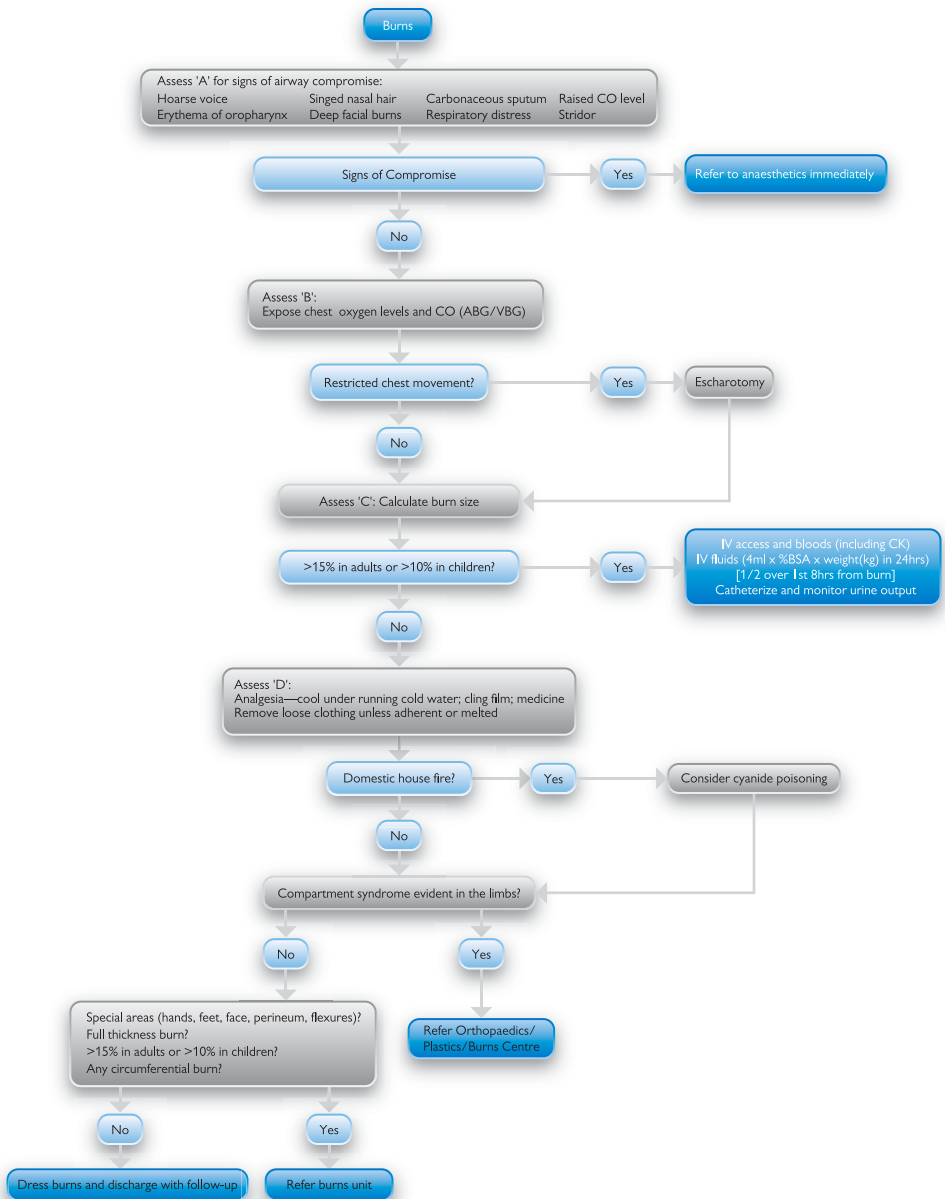 Burns
Assess 'A' for signs of airway compromise:
Hoarse voice Singed nasal hair Carbonaceous sputum Raised CO level
Erythema of oropharynx Deep facial burns Respiratory distress Stridor
Signs of Compromise
Yes
Refer to anaesthetics immediately
No
Assess 'B':
Expose chest oxygen levels and CO (ABG/VBG)
Restricted chest movement?
Yes
Escharotomy
No
Assess 'C': Calculate burn size
>15% in adults or >10% in children?
Yes
IV access and bloods (including CK)
IV fluids (4ml x %BSA x weight(kg) in 24hrs)
[1/2 over 1st 8hrs from burn]
Catheterize and monitor urine output
No
Assess 'D':
Analgesia—cool under running cold water; cling film; medicine
Remove loose clothing unless adherent or melted
Domestic house fire?
Yes
Consider cyanide poisoning
No
Compartment syndrome evident in the limbs?
No
Yes
Special areas (hands, feet, face, perineum, flexures)?
Full thickness burn?
>15% in adults or >10% in children?
Any circumferential burn?
Refer Orthopaedics/
Plastics/Burns Centre
No
Yes
Dress burns and discharge with follow-up
Refer burns unit